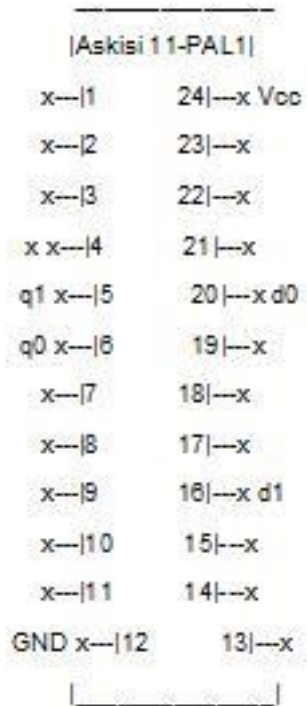 |Askisi 11-PAL1|
x---|1 24|---x Vcc
x---|2 23|---x
x---|3 22|---x
x x---|4 21|---x
q1 x---|5 20|---x d0
q0 x---|6 19|---x
x---|7 18|---x
x---|8 17|---x
x---|9 16|---x d1
x---|10 15|---x
x---|11 14|---x
GND x---|12 13|---x
|______________|